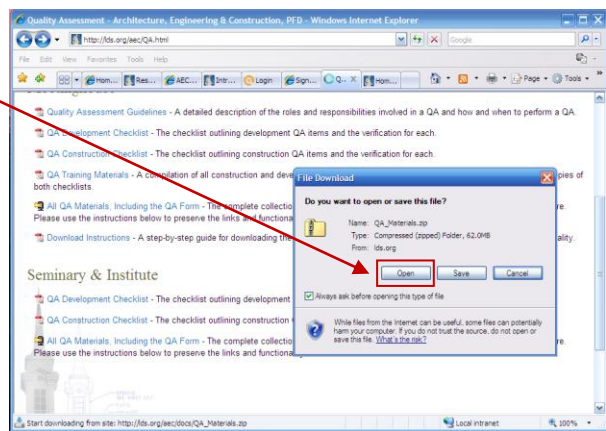 Quality Assessment - Architecture, Engineering & Construction, PFD - Windows Internet Explorer
http://lds.org/aec/QA.html
Google
File Edit View Favorites Tools Help
Hom... Res... AEC... Intr... Login Sign... Q... X Hom... Page Tools
Quality Assessment Guidelines - A detailed description of the roles and responsibilities involved in a QA and how and when to perform a QA.
QA Development Checklist - The checklist outlining development QA items and the verification for each.
QA Construction Checklist - The checklist outlining construction QA items and the verification for each.
QA Training Materials - A compilation of all construction and deve
pies of
both checklists.
All QA Materials, Including the QA Form - The complete collectio
re.
Please use the instructions below to preserve the links and functiona
Download Instructions - A step-by-step guide for downloading the
ality.
Seminary & Institute
QA Development Checklist - The checklist outlining development
QA Construction Checklist - The checklist outlining construction
All QA Materials, Including the QA Form - The complete collectio
re.
Please use the instructions below to preserve the links and functiona
File Download
Do you want to open or save this file?
Name: QA_Materials.zip
Type: Compressed (zipped) Folder, 62.0MB
From: lds.org
Open Save Cancel
Always ask before opening this type of file
While files from the Internet can be useful, some files can potentially
harm your computer. If you do not trust the source, do not open or
save this file. What's the risk?
Start downloading from site: http://lds.org/aec/docs/QA_Materials.zip
Local intranet
100%